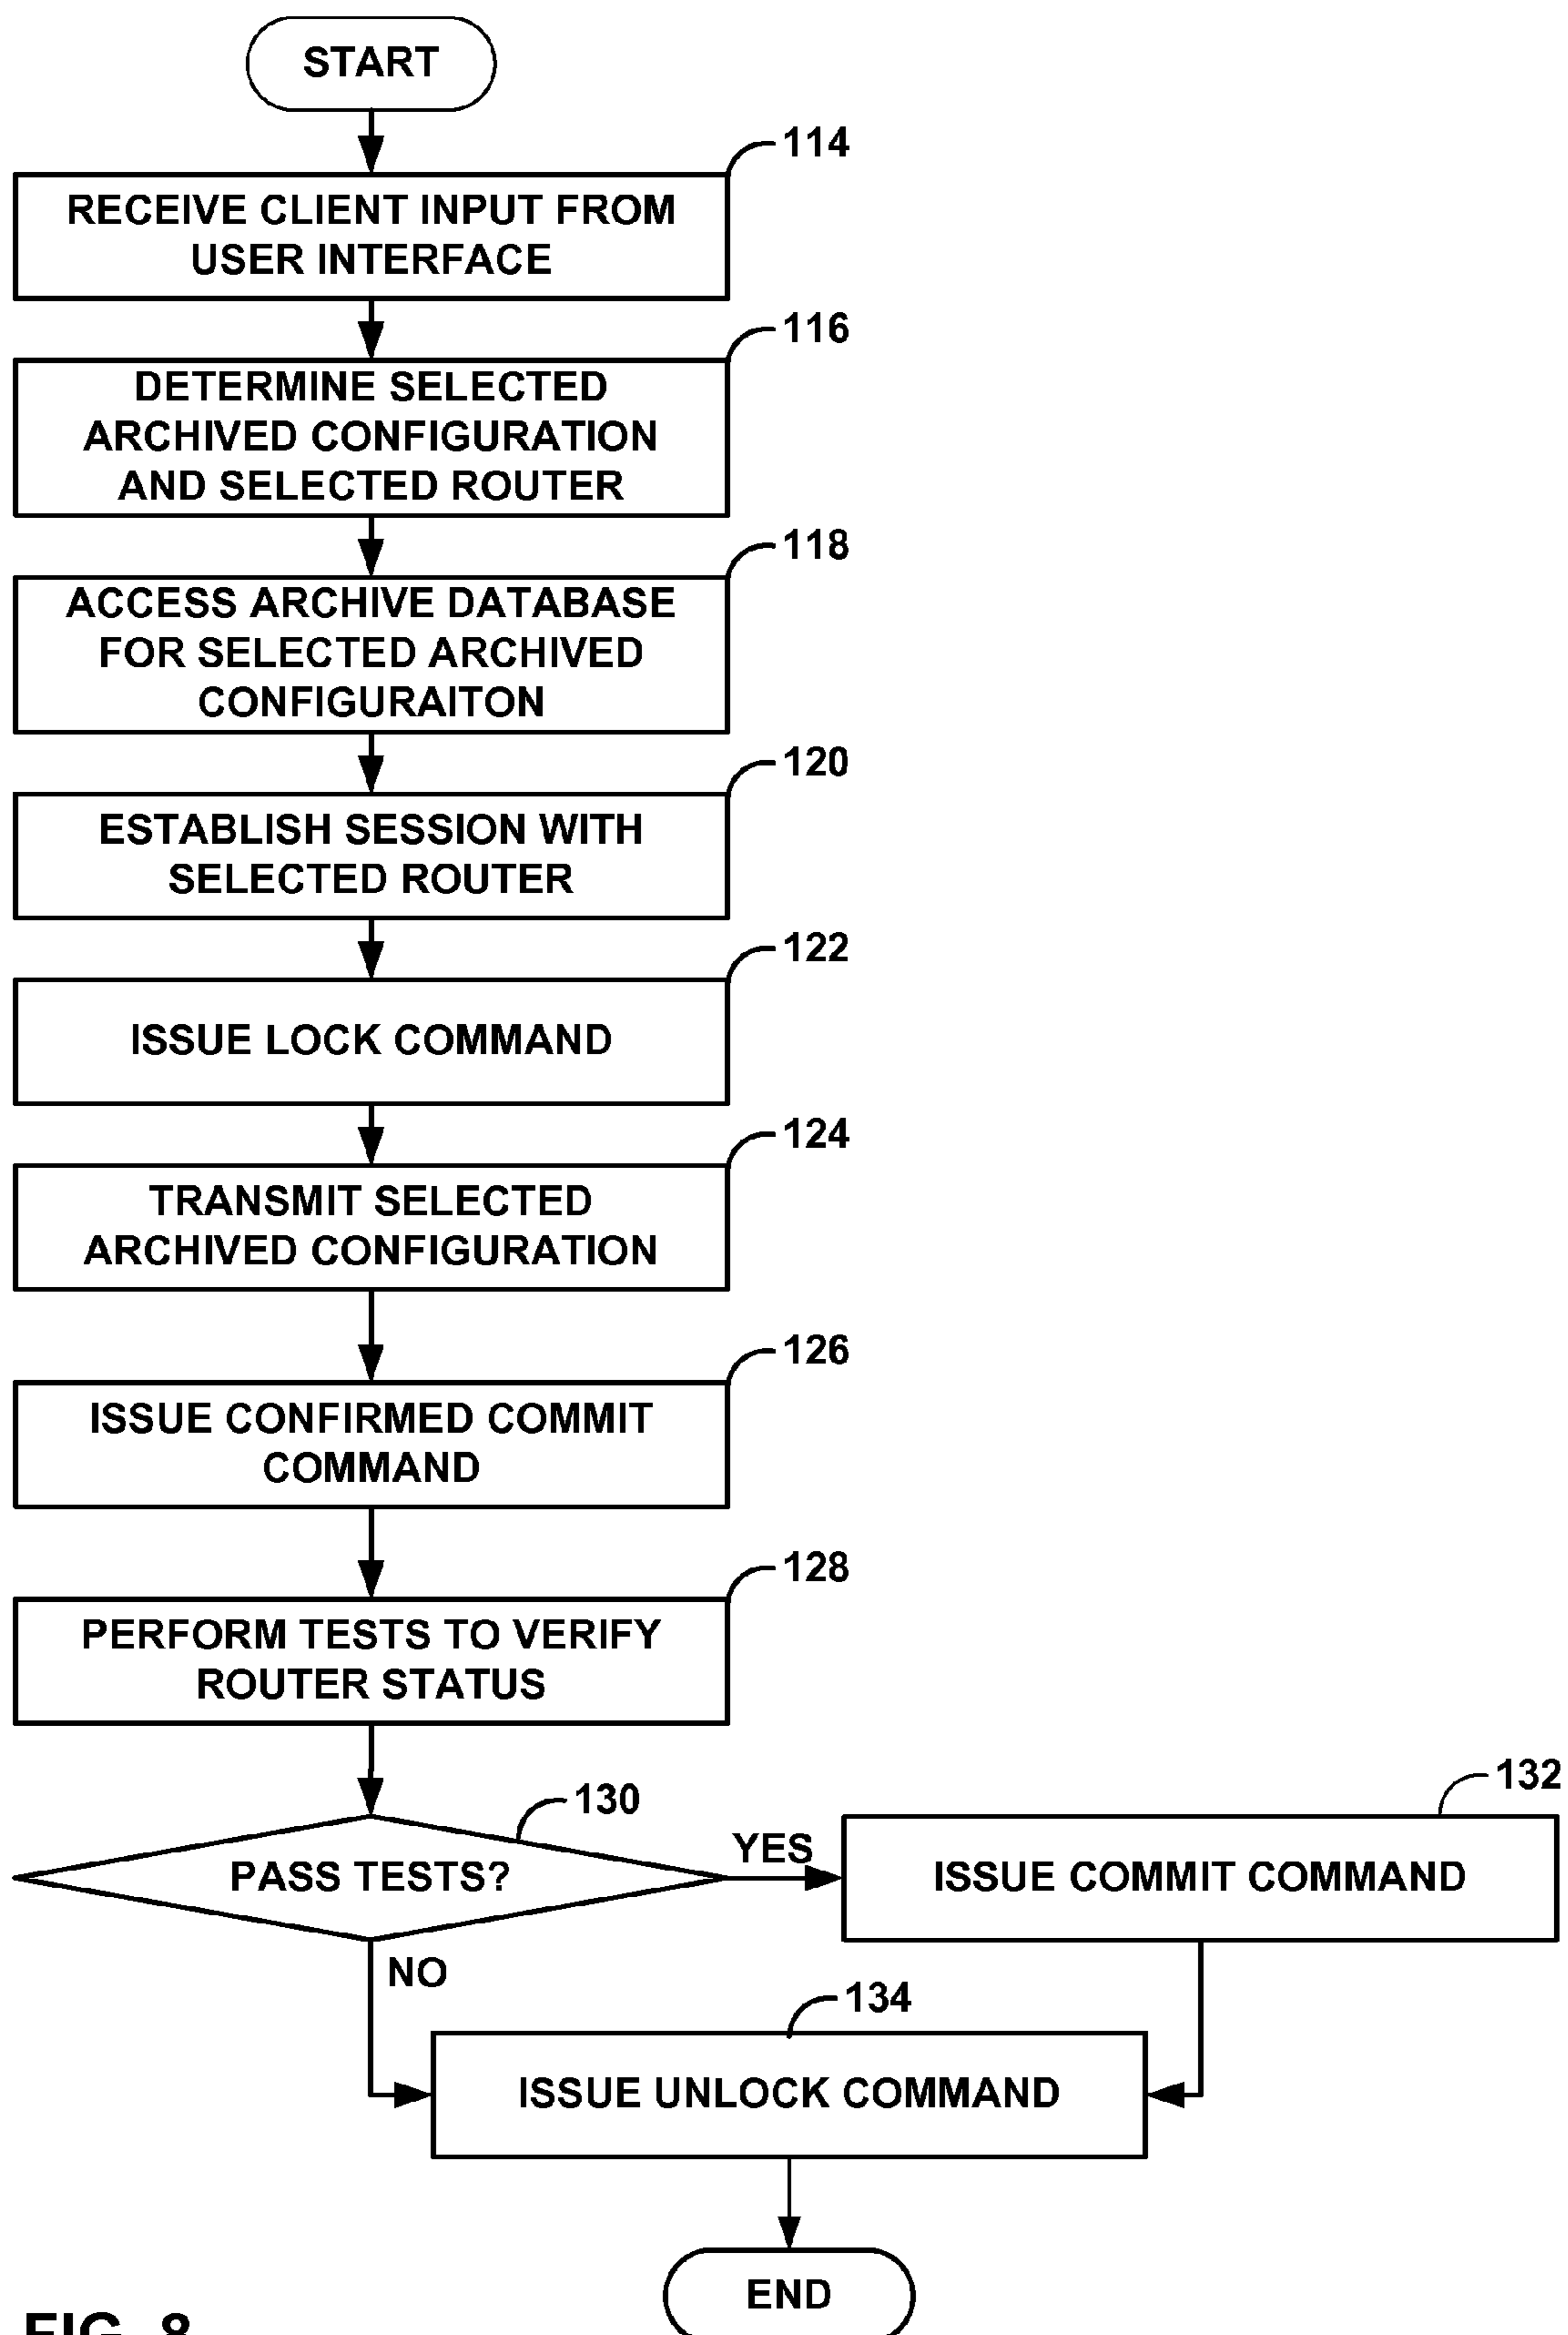 START
114
RECEIVE CLIENT INPUT FROM
USER INTERFACE
116
DETERMINE SELECTED
ARCHIVED CONFIGURATION
AND SELECTED ROUTER
118
ACCESS ARCHIVE DATABASE
FOR SELECTED ARCHIVED
CONFIGURAITON
120
ESTABLISH SESSION WITH
SELECTED ROUTER
122
ISSUE LOCK COMMAND
124
TRANSMIT SELECTED
ARCHIVED CONFIGURATION
126
ISSUE CONFIRMED COMMIT
COMMAND
128
PERFORM TESTS TO VERIFY
ROUTER STATUS
130
PASS TESTS?
YES
132
ISSUE COMMIT COMMAND
NO
134
ISSUE UNLOCK COMMAND
END
FIG. 8